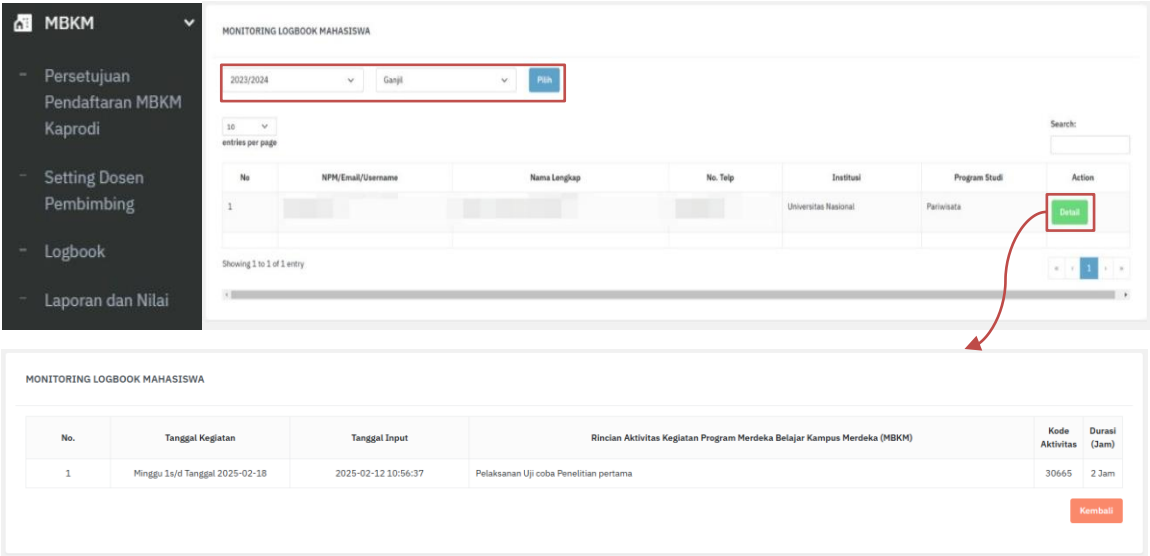 MBKM
Persetujuan
Pendaftaran MBKM
Kaprodi
Setting Dosen
Pembimbing
Logbook
Laporan dan Nilai
MONITORING LOGBOOK MAHASISWA
2023/2024 Ganjil Pilih
10
entries per page
Search:
No NPM/Email/Username Nama Lengkap No. Telp Institusi Program Studi Action
1 Universitas Nasional Pariwisata Detail
Showing 1 to 1 of 1 entry
« ‹ 1 › »
MONITORING LOGBOOK MAHASISWA
No. Tanggal Kegiatan Tanggal Input Rincian Aktivitas Kegiatan Program Merdeka Belajar Kampus Merdeka (MBKM) Kode Aktivitas Durasi (Jam)
1 Minggu 1s/d Tanggal 2025-02-18 2025-02-12 10:56:37 Pelaksanan Uji coba Penelitian pertama 30665 2 Jam
Kembali